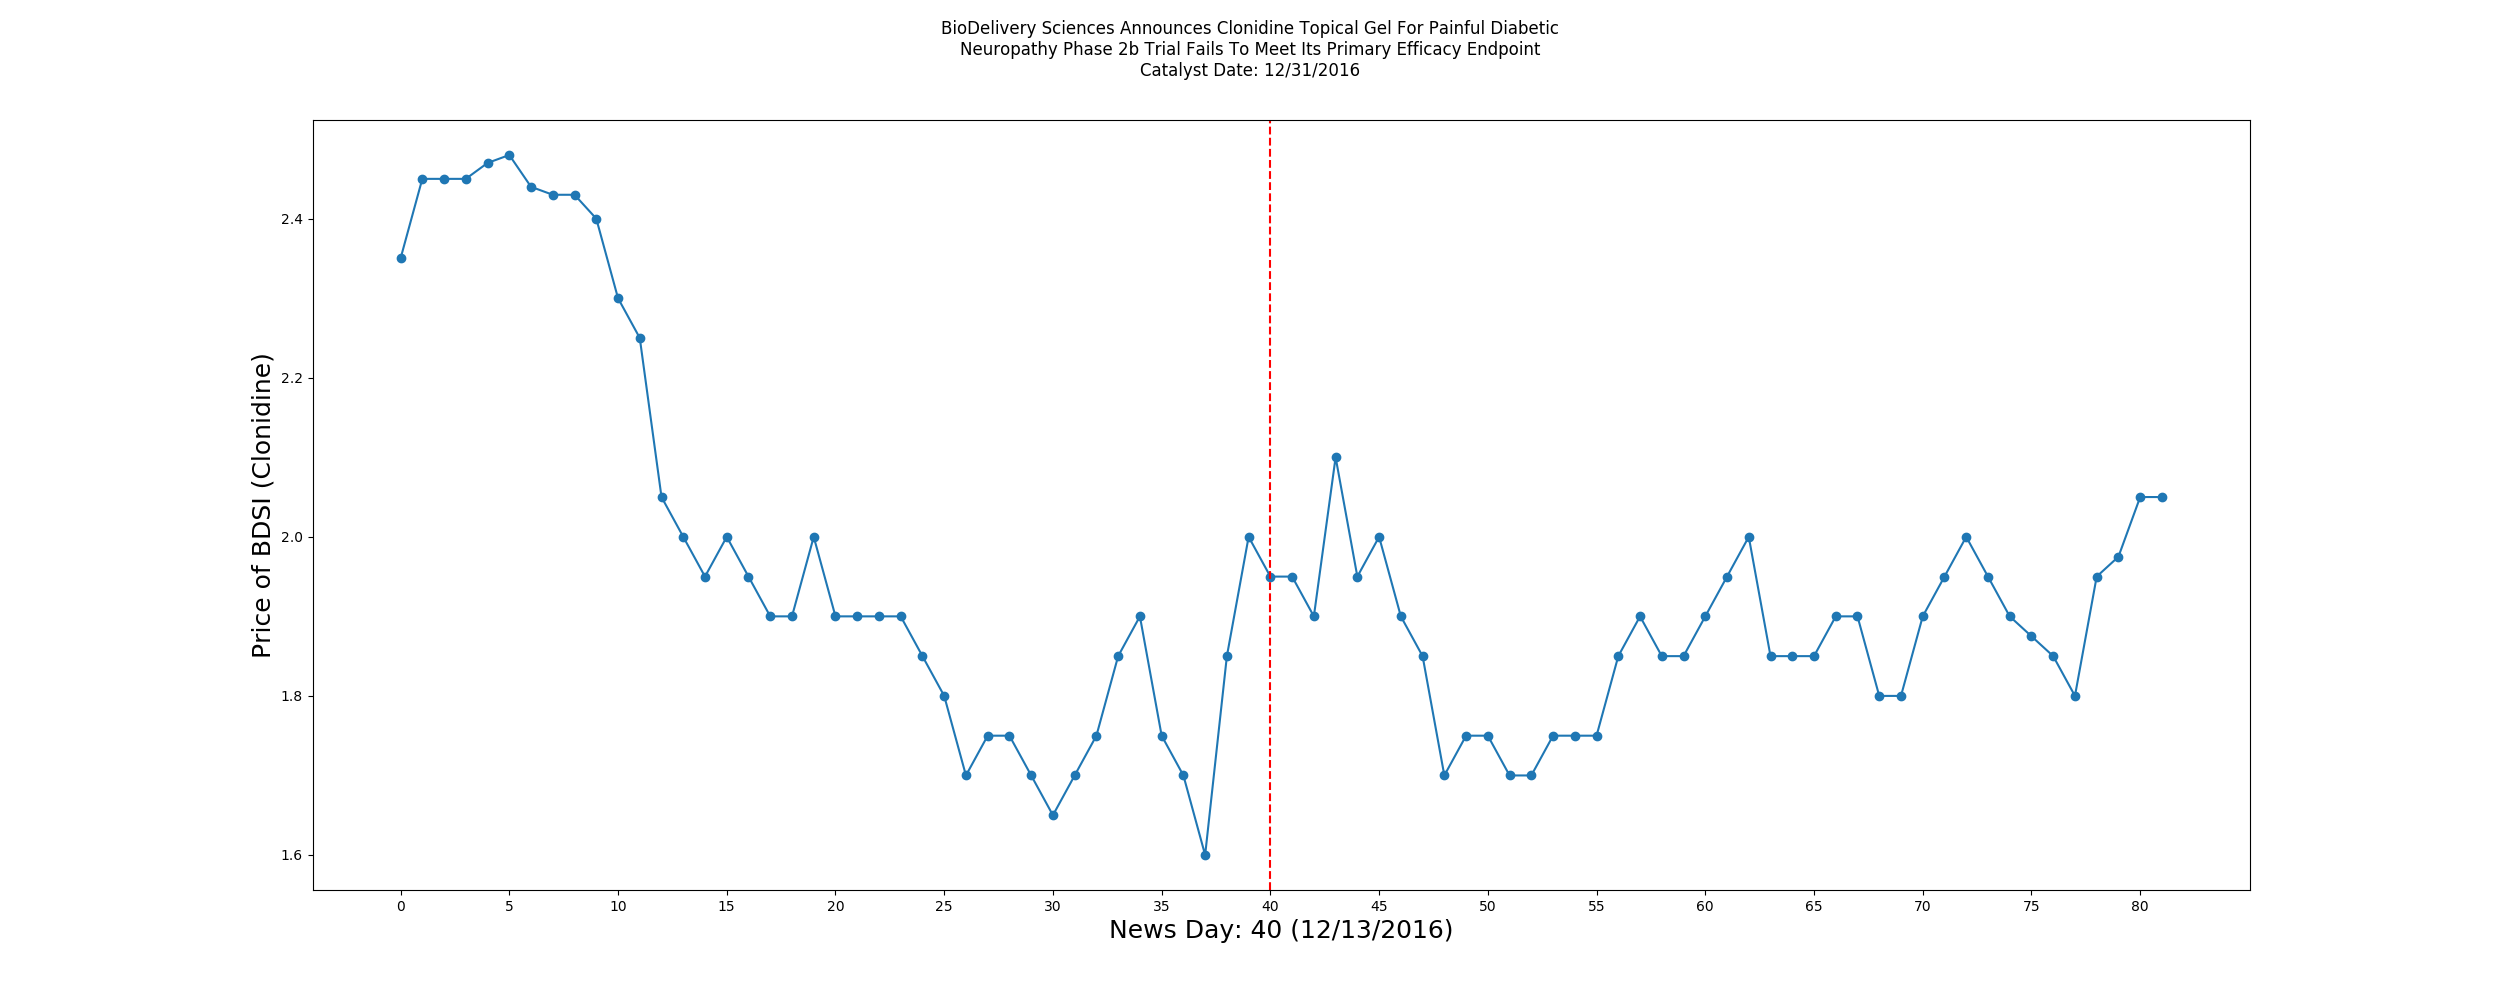 BioDelivery Sciences Announces Clonidine Topical Gel For Painful Diabetic
Neuropathy Phase 2b Trial Fails To Meet Its Primary Efficacy Endpoint
Catalyst Date: 12/31/2016
Price of BDSI (Clonidine)
2.4
2.2
2.0
1.8
1.6
0 5 10 15 20 25 30 35 40 45 50 55 60 65 70 75 80
News Day: 40 (12/13/2016)